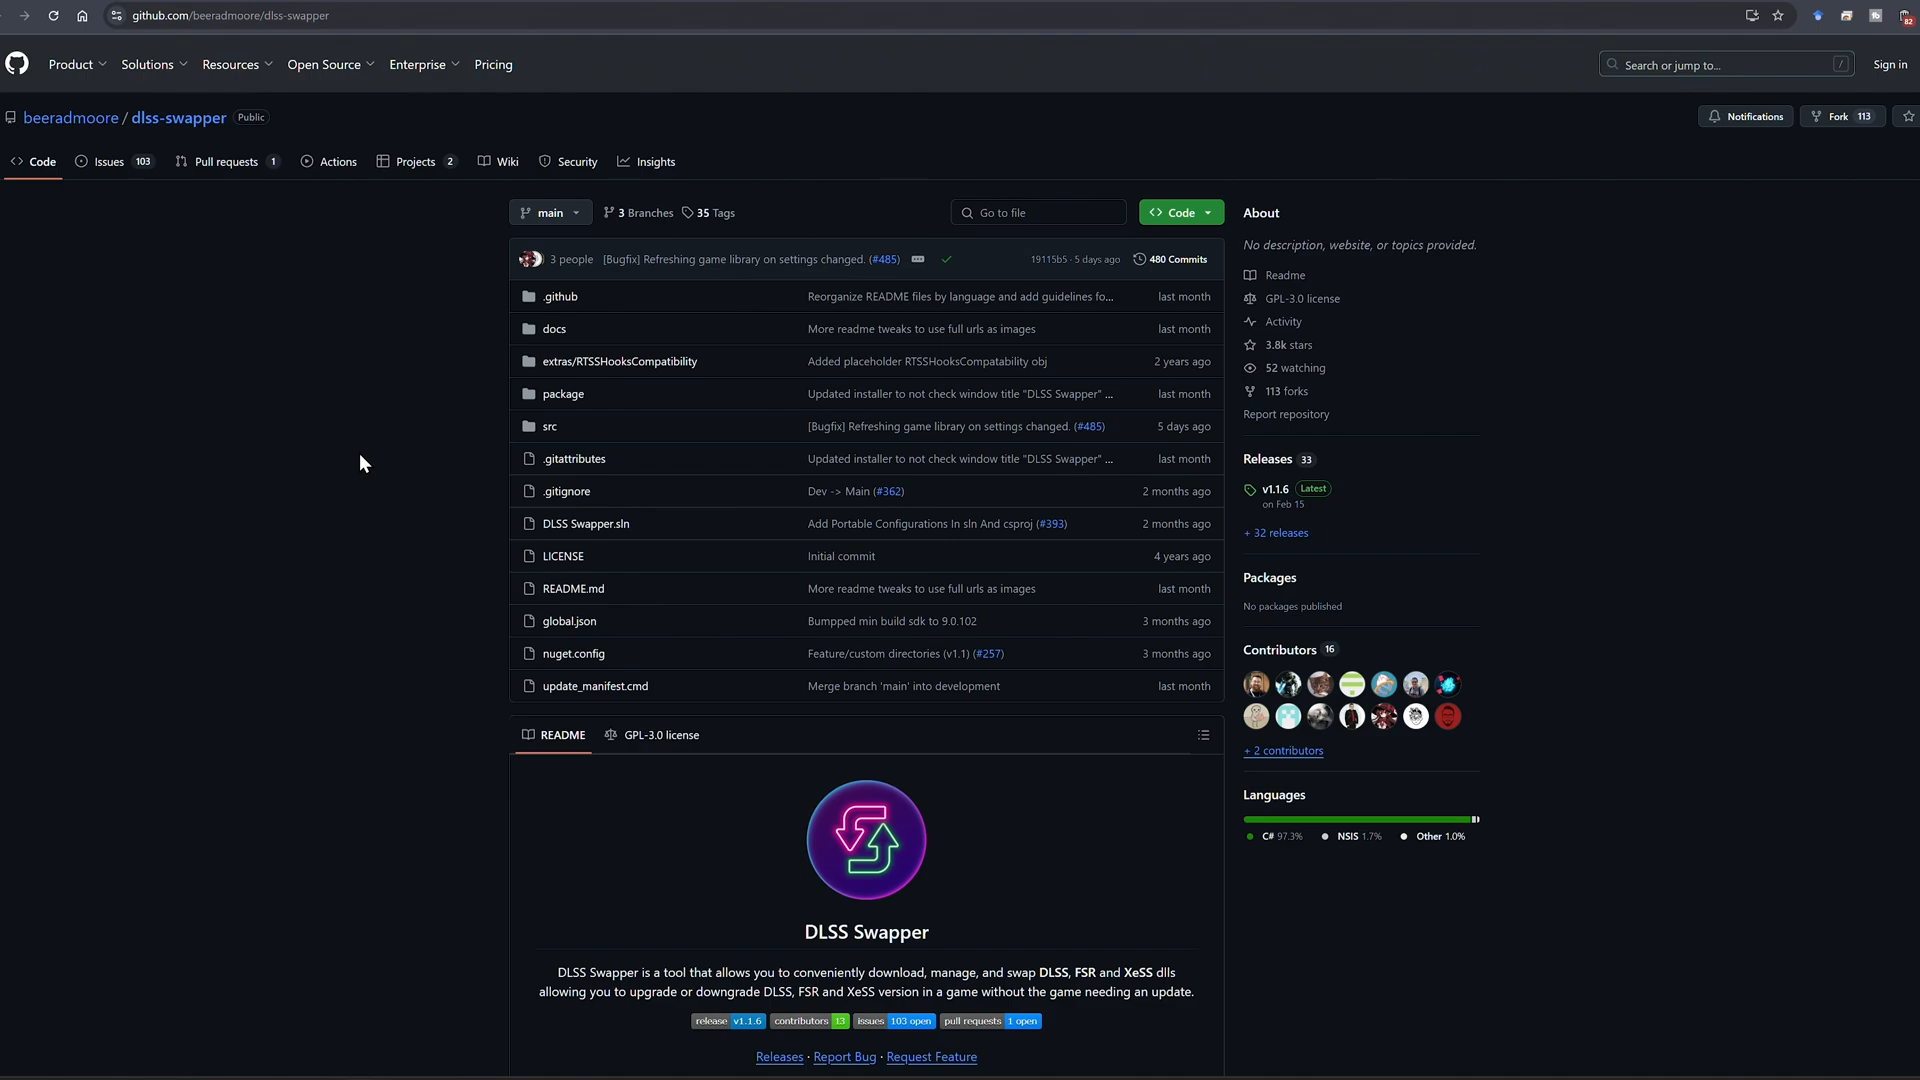 github.com/beeradmoore/dlss-swapper
82
Product Solutions Resources Open Source Enterprise Pricing
Search or jump to...
/
Sign in
beeradmoore / dlss-swapper Public
Notifications
Fork 113
Code
Issues 103
Pull requests 1
Actions
Projects 2
Wiki
Security
Insights
main
3 Branches
35 Tags
Go to file
Code
3 people [Bugfix] Refreshing game library on settings changed. (#485) 19115b5 · 5 days ago 480 Commits
.github Reorganize README files by language and add guidelines fo... last month
docs More readme tweaks to use full urls as images last month
extras/RTSSHooksCompatibility Added placeholder RTSSHooksCompatability obj 2 years ago
package Updated installer to not check window title "DLSS Swapper" ... last month
src [Bugfix] Refreshing game library on settings changed. (#485) 5 days ago
.gitattributes Updated installer to not check window title "DLSS Swapper" ... last month
.gitignore Dev -> Main (#362) 2 months ago
DLSS Swapper.sln Add Portable Configurations In sln And csproj (#393) 2 months ago
LICENSE Initial commit 4 years ago
README.md More readme tweaks to use full urls as images last month
global.json Bumpped min build sdk to 9.0.102 3 months ago
nuget.config Feature/custom directories (v1.1) (#257) 3 months ago
update_manifest.cmd Merge branch 'main' into development last month
README
GPL-3.0 license
DLSS Swapper
DLSS Swapper is a tool that allows you to conveniently download, manage, and swap DLSS, FSR and XeSS dlls
allowing you to upgrade or downgrade DLSS, FSR and XeSS version in a game without the game needing an update.
release v1.1.6 contributors 13 issues 103 open pull requests 1 open
Releases · Report Bug · Request Feature
About
No description, website, or topics provided.
Readme
GPL-3.0 license
Activity
3.8k stars
52 watching
113 forks
Report repository
Releases 33
v1.1.6 Latest
on Feb 15
+ 32 releases
Packages
No packages published
Contributors 16
+ 2 contributors
Languages
C# 97.3% NSIS 1.7% Other 1.0%